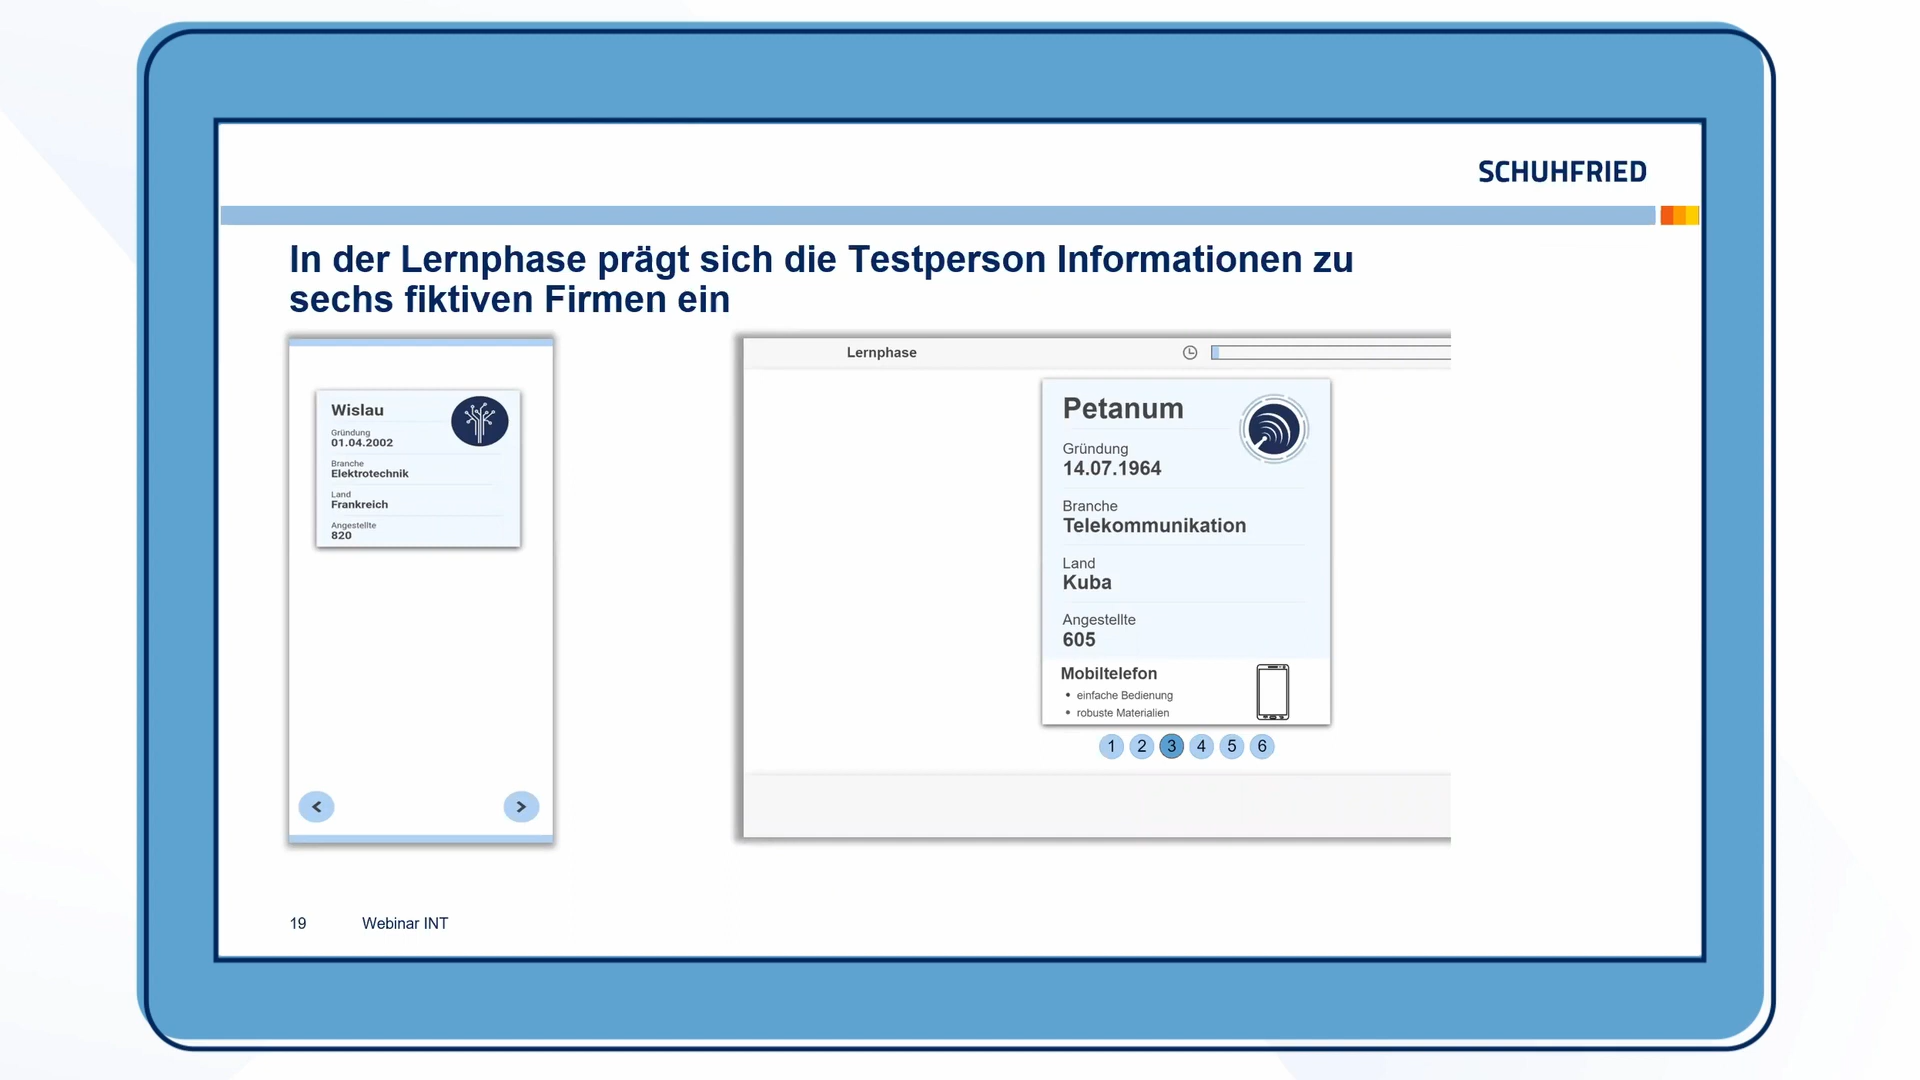 SCHUHFRIED
In der Lernphase prägt sich die Testperson Informationen zu
sechs fiktiven Firmen ein
Wislau
Gründung
01.04.2002
Branche
Elektrotechnik
Land
Frankreich
Angestellte
820
<
>
Lernphase
Petanum
Gründung
14.07.1964
Branche
Telekommunikation
Land
Kuba
Angestellte
605
Mobiltelefon
• einfache Bedienung
• robuste Materialien
1 2 3 4 5 6
19 Webinar INT